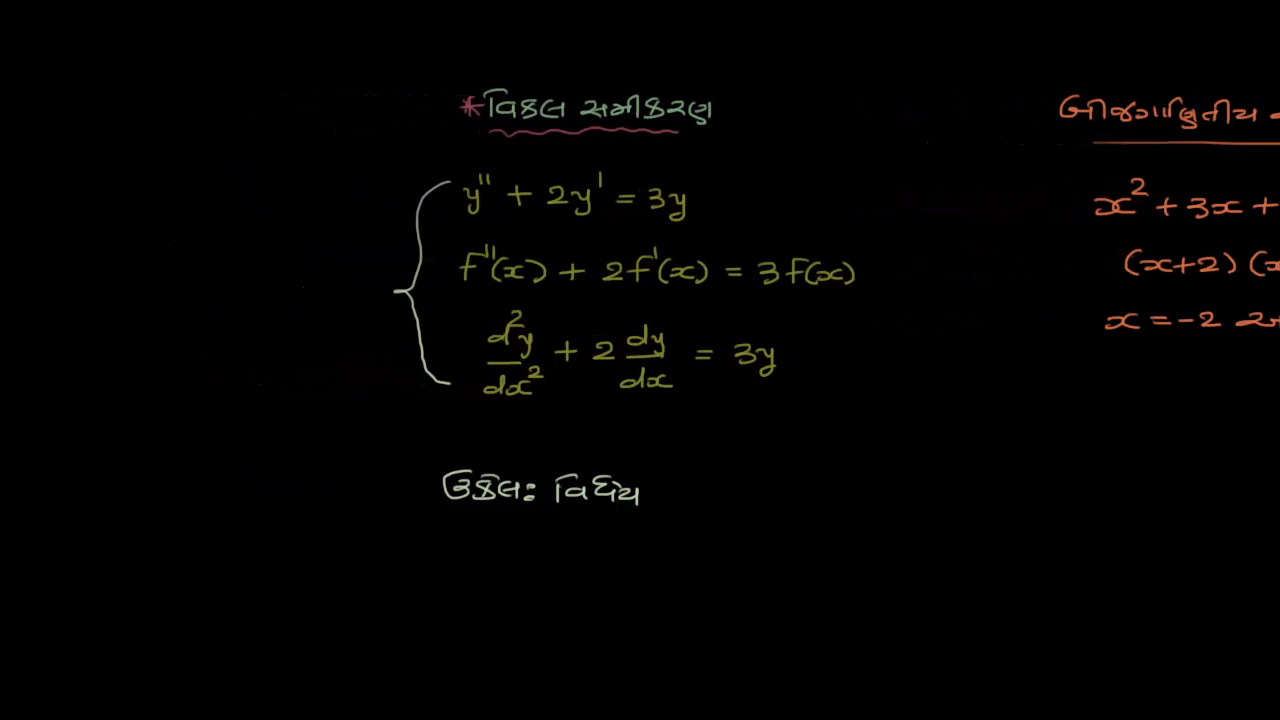 *વિકલ સમીકરણ
y'' + 2y' = 3y
f''(x) + 2f'(x) = 3f(x)
d²y/dx² + 2 dy/dx = 3y
ઉકેલ: વિધેય
બીજગાણિતીય
x² + 3x +
(x+2) (x
x = -2